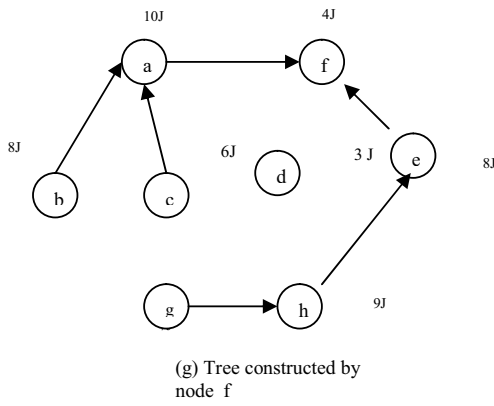 10J
4J
a
f
8J
6J
3 J
e
8J
d
b
c
g
h
9J
(g) Tree constructed by
node f